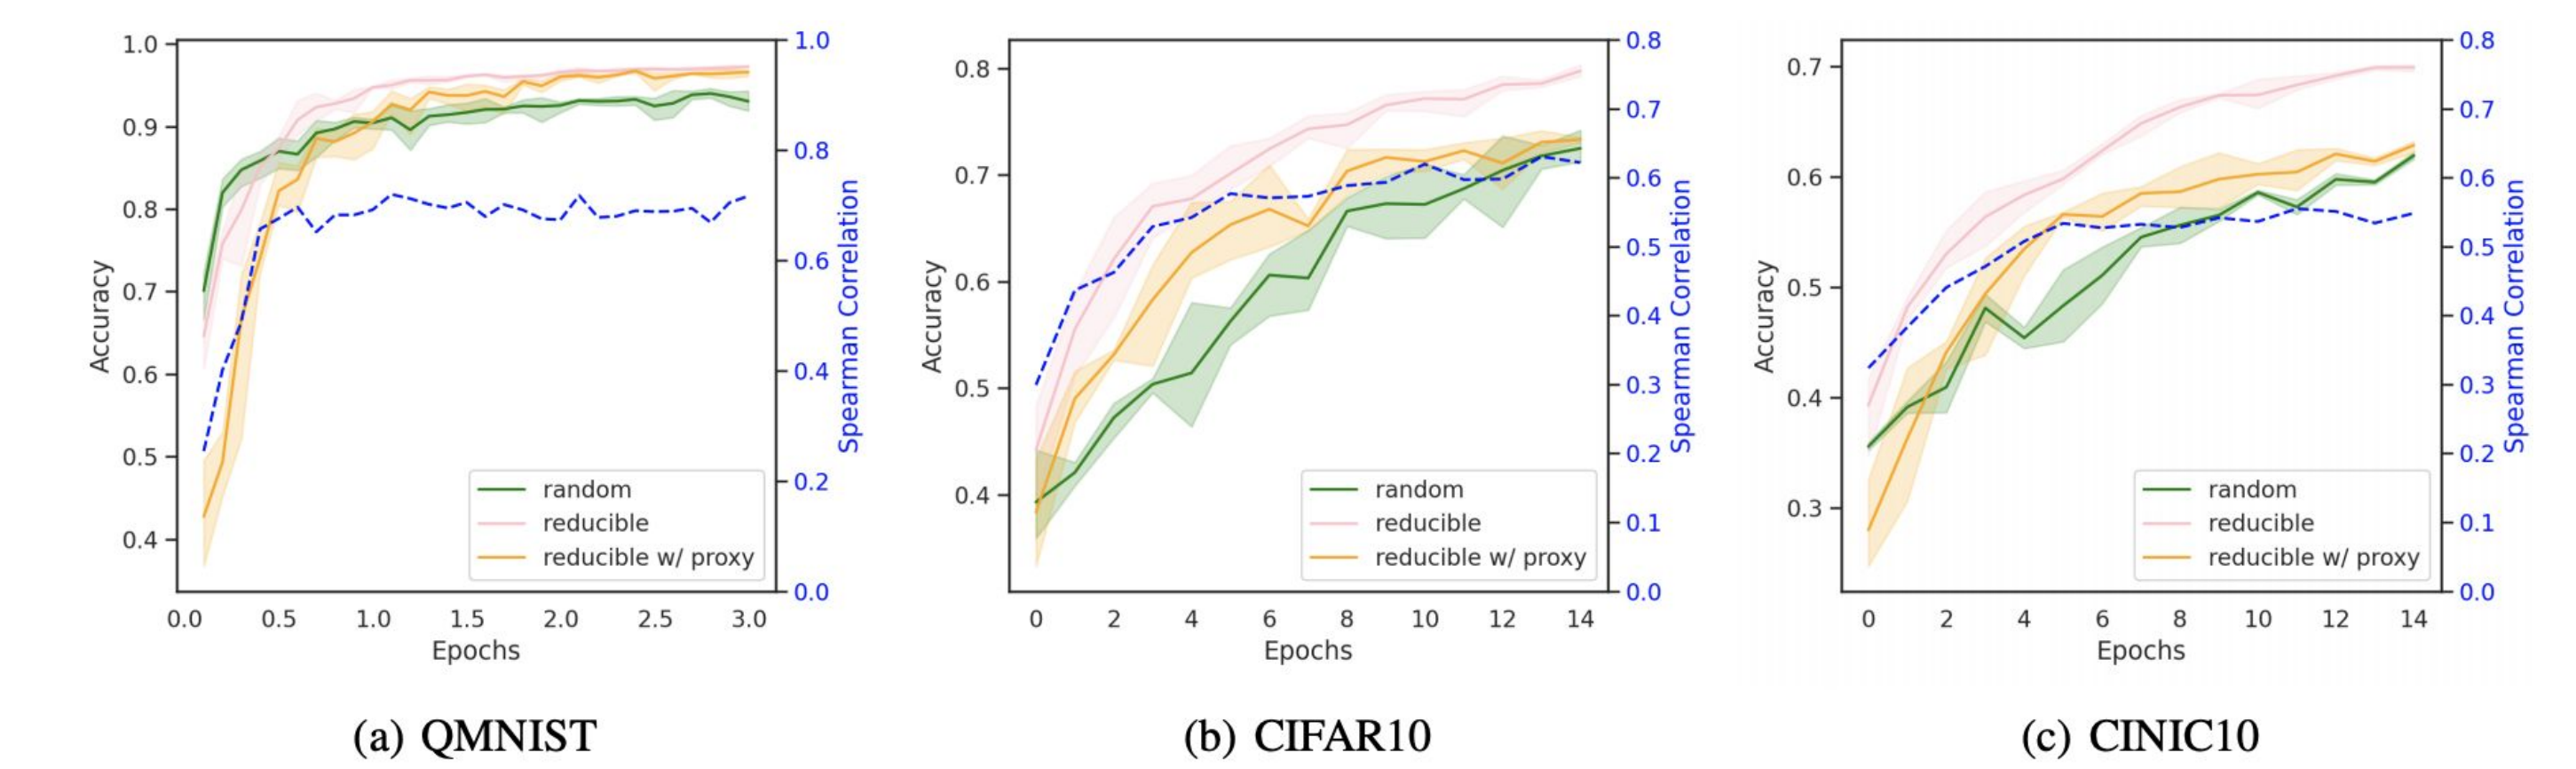 1.0
0.9
0.8
0.7
0.6
0.5
0.4
Accuracy
1.0
0.8
0.6
0.4
0.2
0.0
Spearman Correlation
random
reducible
reducible w/ proxy
0.0 0.5 1.0 1.5 2.0 2.5 3.0
Epochs
(a) QMNIST
0.8
0.7
0.6
0.5
0.4
Accuracy
0.8
0.7
0.6
0.5
0.4
0.3
0.2
0.1
0.0
Spearman Correlation
random
reducible
reducible w/ proxy
0 2 4 6 8 10 12 14
Epochs
(b) CIFAR10
0.7
0.6
0.5
0.4
0.3
Accuracy
0.8
0.7
0.6
0.5
0.4
0.3
0.2
0.1
0.0
Spearman Correlation
random
reducible
reducible w/ proxy
0 2 4 6 8 10 12 14
Epochs
(c) CINIC10